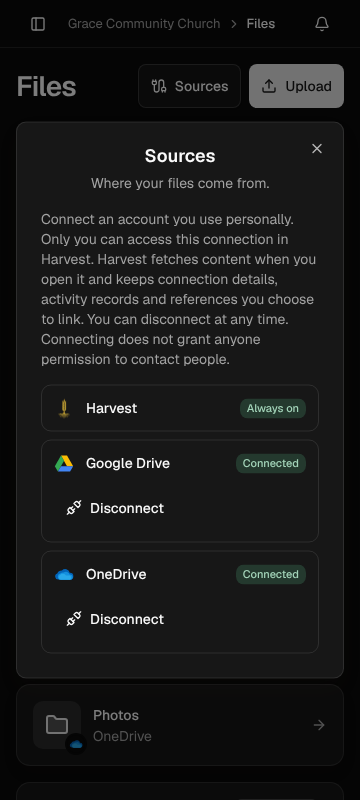 Grace Community Church > Files
Files
Sources
Upload
Sources
Where your files come from.
Connect an account you use personally.
Only you can access this connection in
Harvest. Harvest fetches content when you
open it and keeps connection details,
activity records and references you choose
to link. You can disconnect at any time.
Connecting does not grant anyone
permission to contact people.
Harvest
Always on
Google Drive
Connected
Disconnect
OneDrive
Connected
Disconnect
Photos
OneDrive